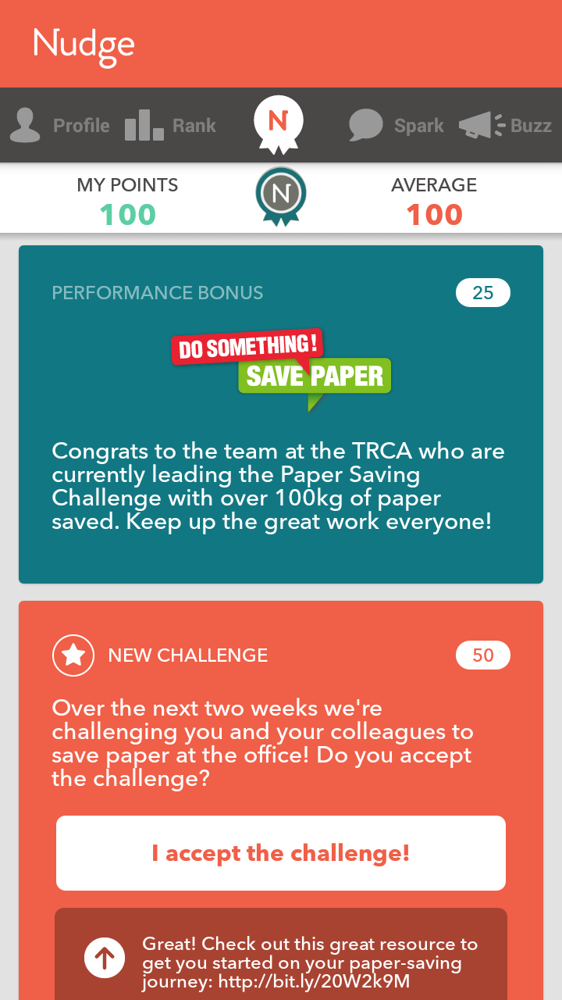 Nudge
Profile
Rank
N
Spark
Buzz
MY POINTS
100
N
AVERAGE
100
PERFORMANCE BONUS
25
DO SOMETHING!
SAVE PAPER
Congrats to the team at the TRCA who are
currently leading the Paper Saving
Challenge with over 100kg of paper
saved. Keep up the great work everyone!
NEW CHALLENGE
50
Over the next two weeks we're
challenging you and your colleagues to
save paper at the office! Do you accept
the challenge?
I accept the challenge!
Great! Check out this great resource to
get you started on your paper-saving
journey: http://bit.ly/20W2k9M